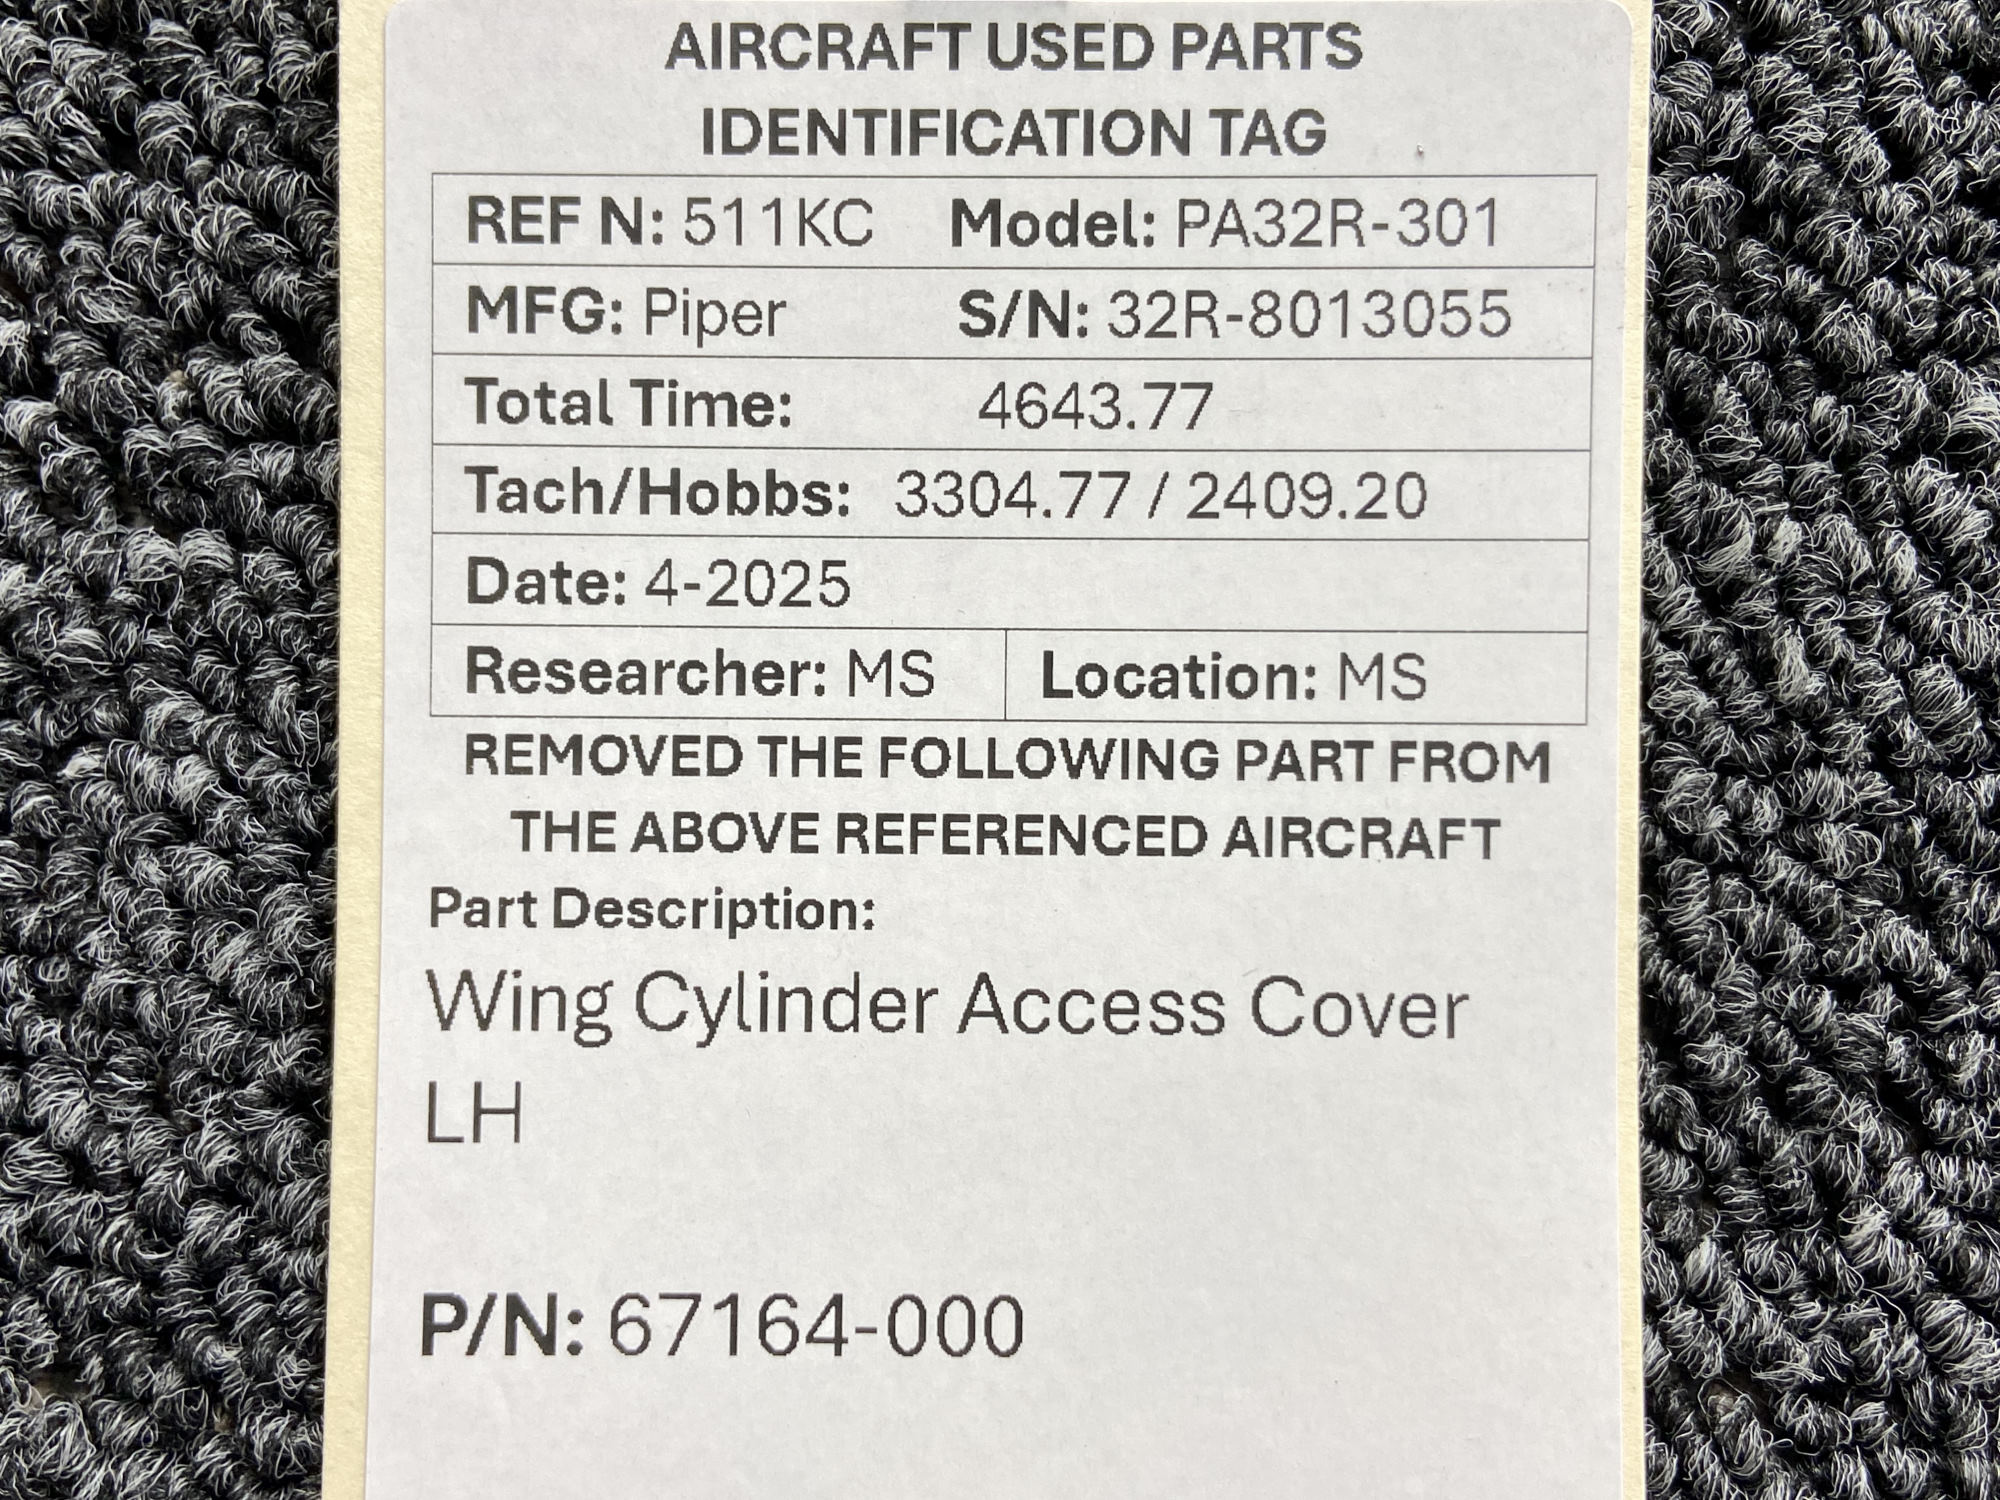 AIRCRAFT USED PARTS
IDENTIFICATION TAG
REF N: 511KC Model: PA32R-301
MFG: Piper S/N: 32R-8013055
Total Time: 4643.77
Tach/Hobbs: 3304.77 / 2409.20
Date: 4-2025
Researcher: MS Location: MS
REMOVED THE FOLLOWING PART FROM
THE ABOVE REFERENCED AIRCRAFT
Part Description:
Wing Cylinder Access Cover
LH
P/N: 67164-000